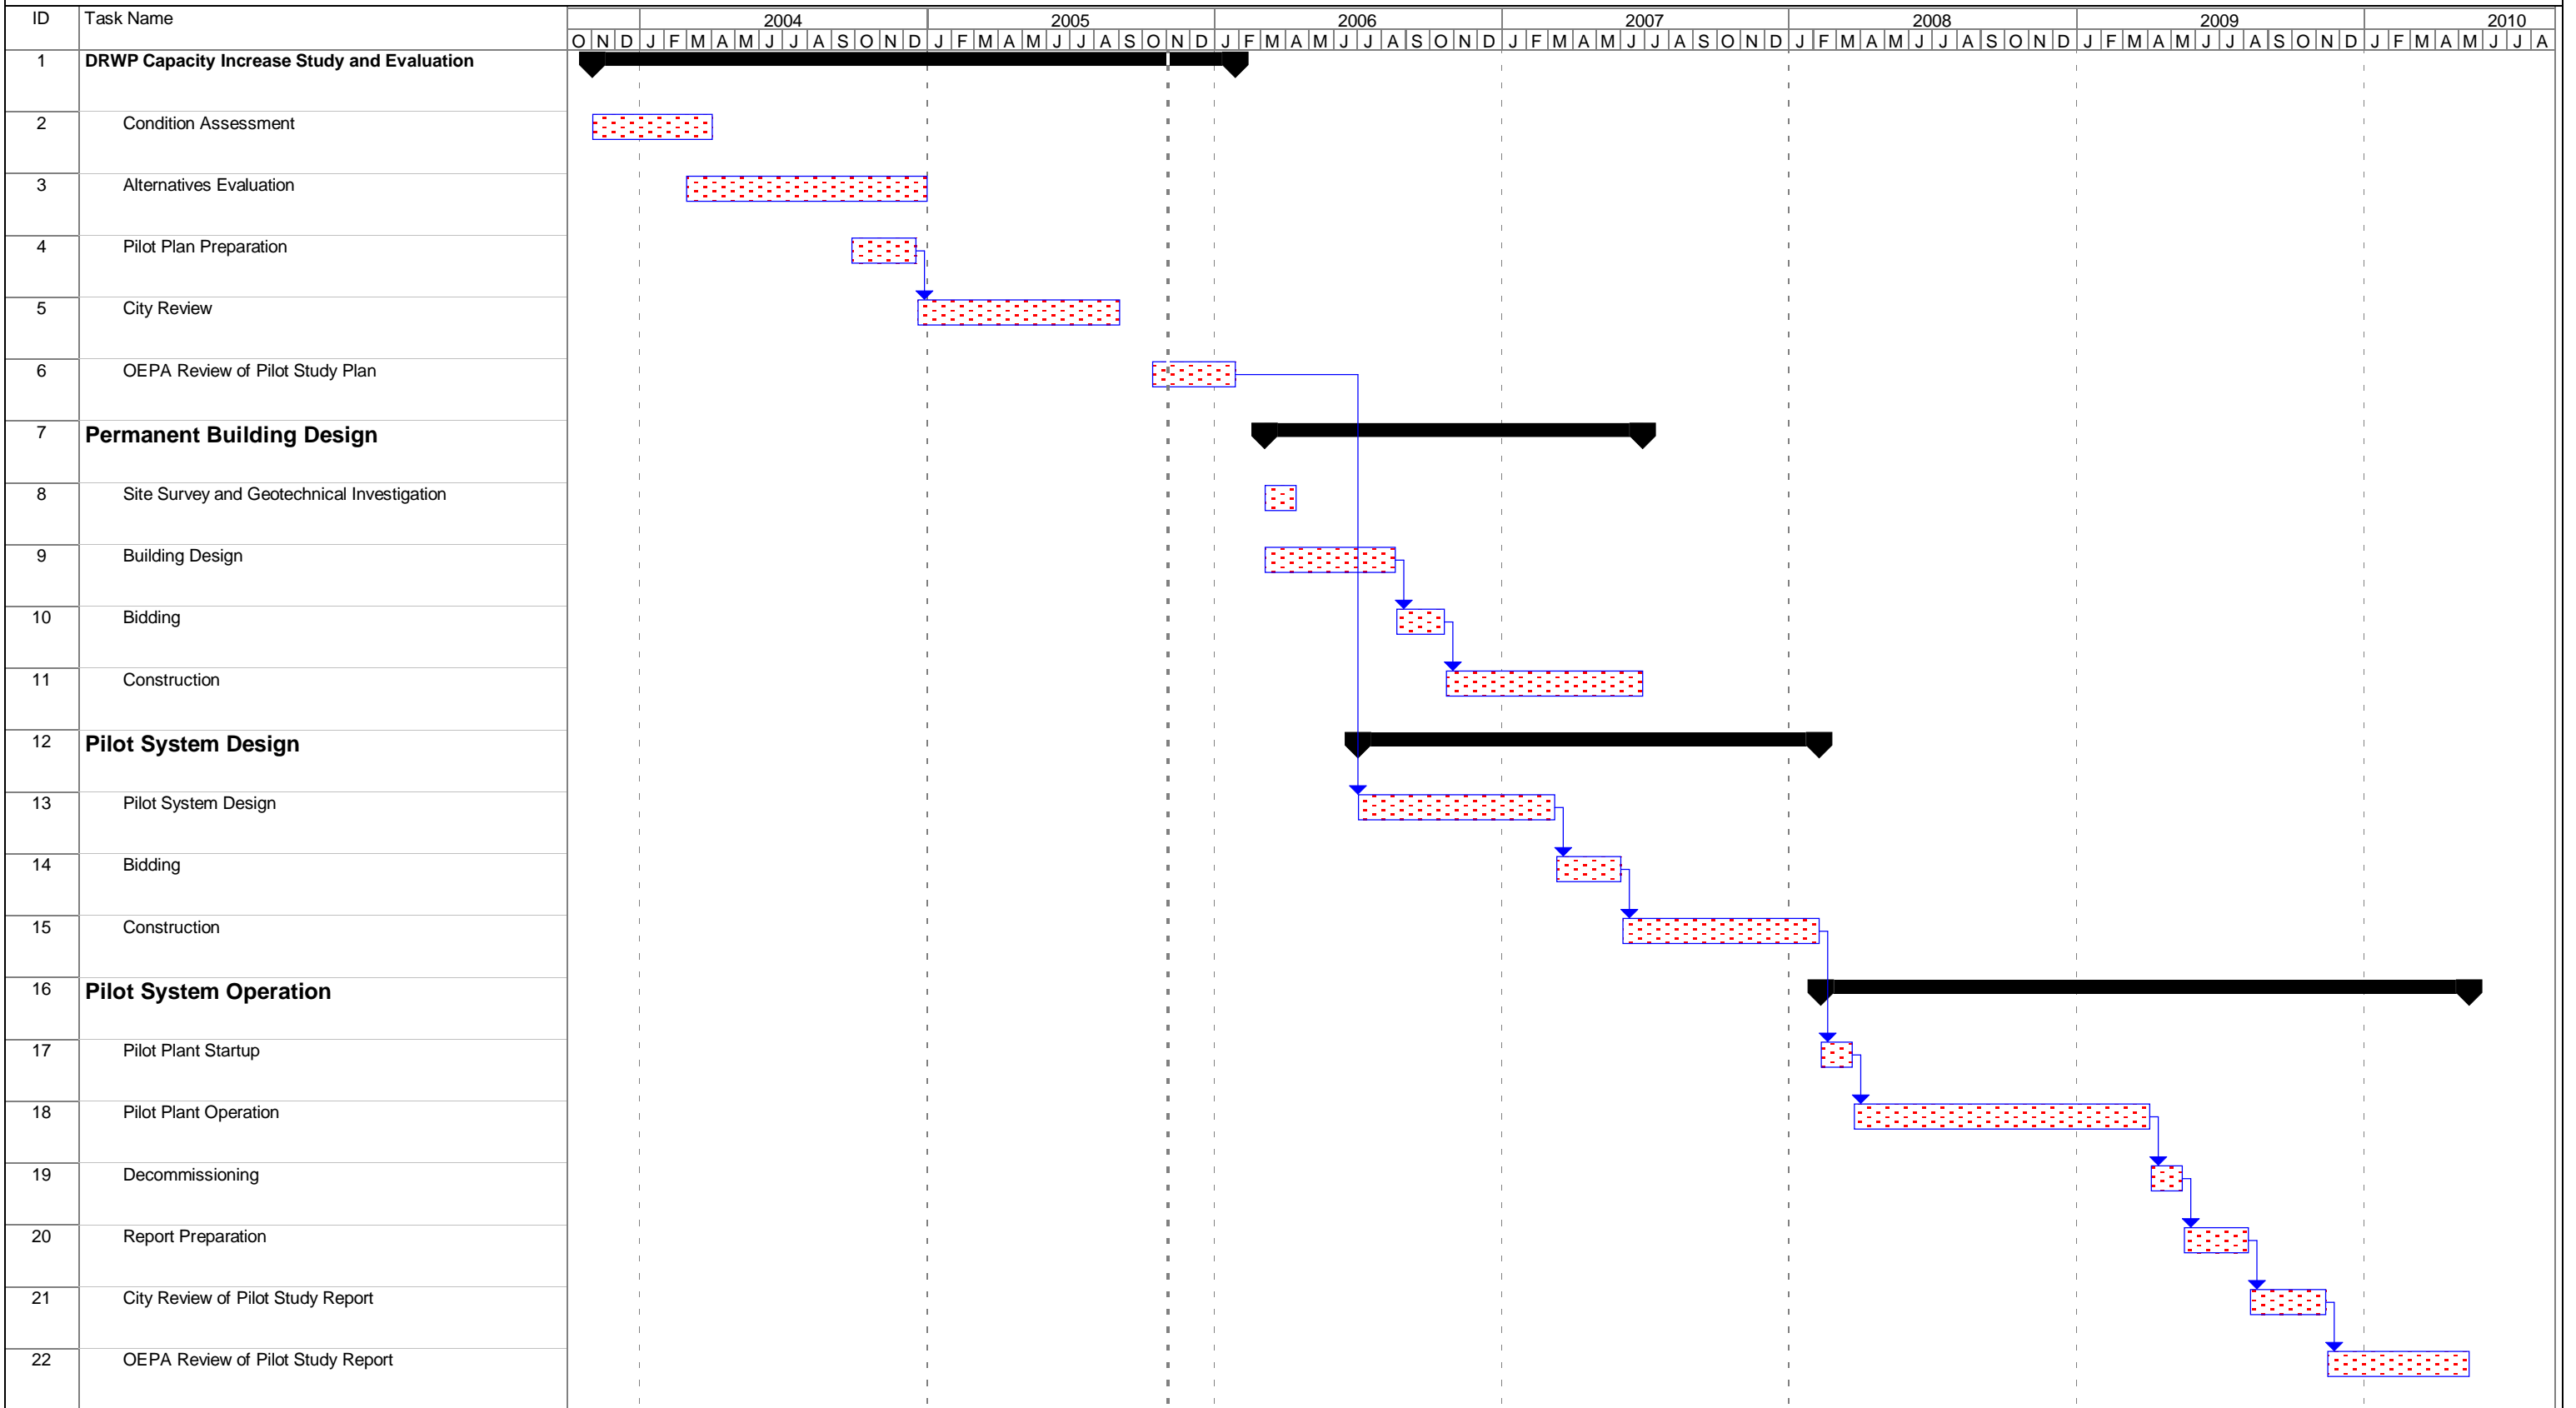 ID Task Name 2004 2005 2006 2007 2008 2009 2010
O N D J F M A M J J A S O N D J F M A M J J A S O N D J F M A M J J A S O N D J F M A M J J A S O N D J F M A M J J A S O N D J F M A M J J A S O N D J F M A M J J A
1 DRWP Capacity Increase Study and Evaluation
2 Condition Assessment
3 Alternatives Evaluation
4 Pilot Plan Preparation
5 City Review
6 OEPA Review of Pilot Study Plan
7 Permanent Building Design
8 Site Survey and Geotechnical Investigation
9 Building Design
10 Bidding
11 Construction
12 Pilot System Design
13 Pilot System Design
14 Bidding
15 Construction
16 Pilot System Operation
17 Pilot Plant Startup
18 Pilot Plant Operation
19 Decommissioning
20 Report Preparation
21 City Review of Pilot Study Report
22 OEPA Review of Pilot Study Report